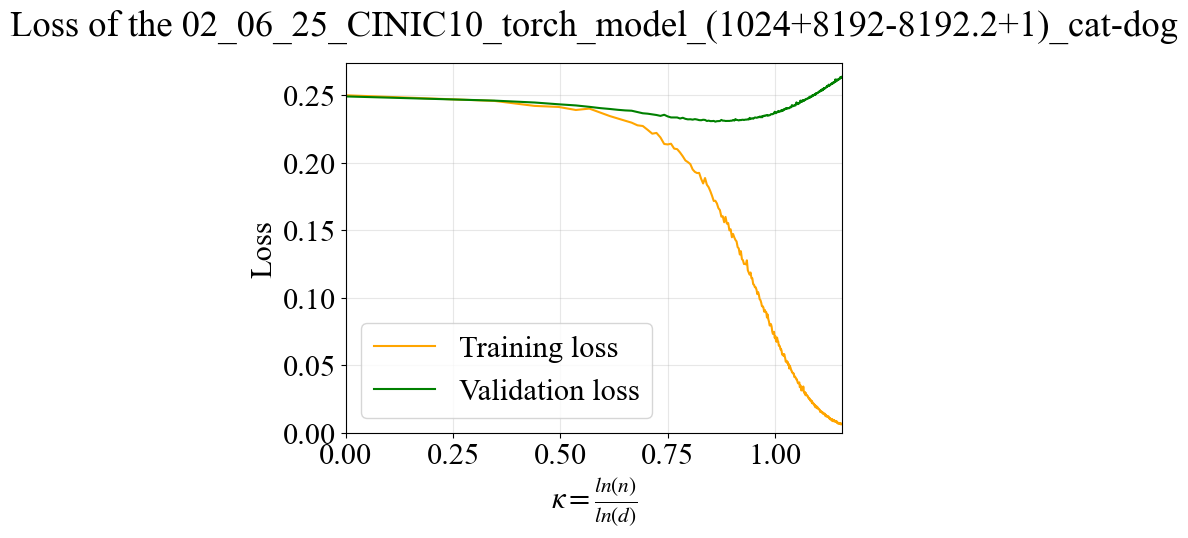 Loss of the 02_06_25_CINIC10_torch_model_(1024+8192-8192.2+1)_cat-dog
0.25
0.20
0.15
0.10
0.05
0.00
Loss
Training loss
Validation loss
0.00 0.25 0.50 0.75 1.00
κ = ln(n) / ln(d)